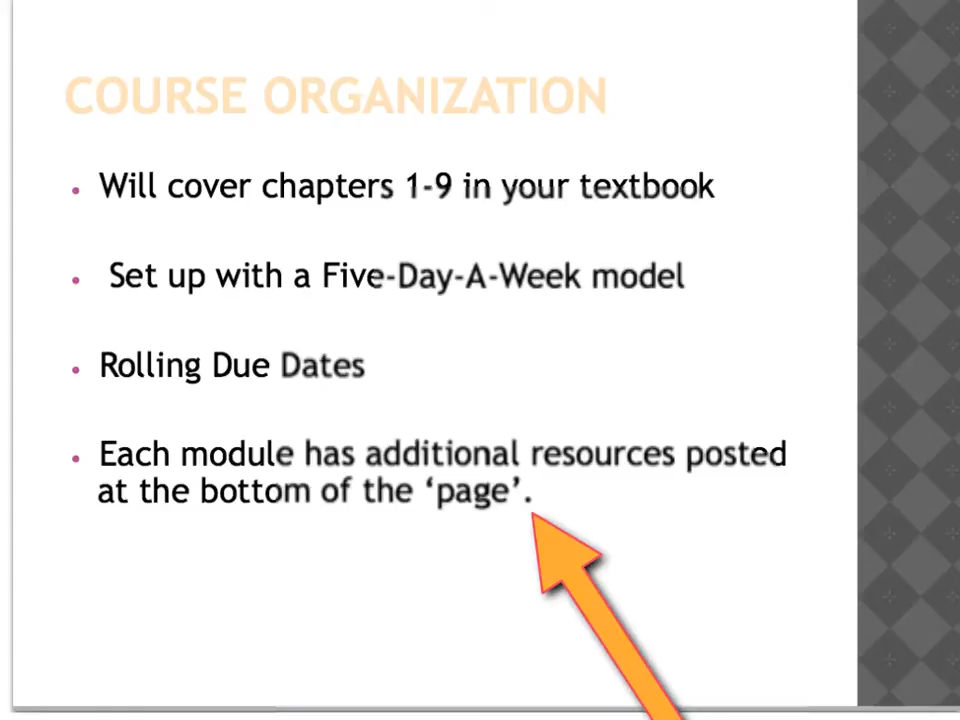 COURSE ORGANIZATION
• Will cover chapters 1-9 in your textbook
• Set up with a Five-Day-A-Week model
• Rolling Due Dates
• Each module has additional resources posted
at the bottom of the ‘page’.